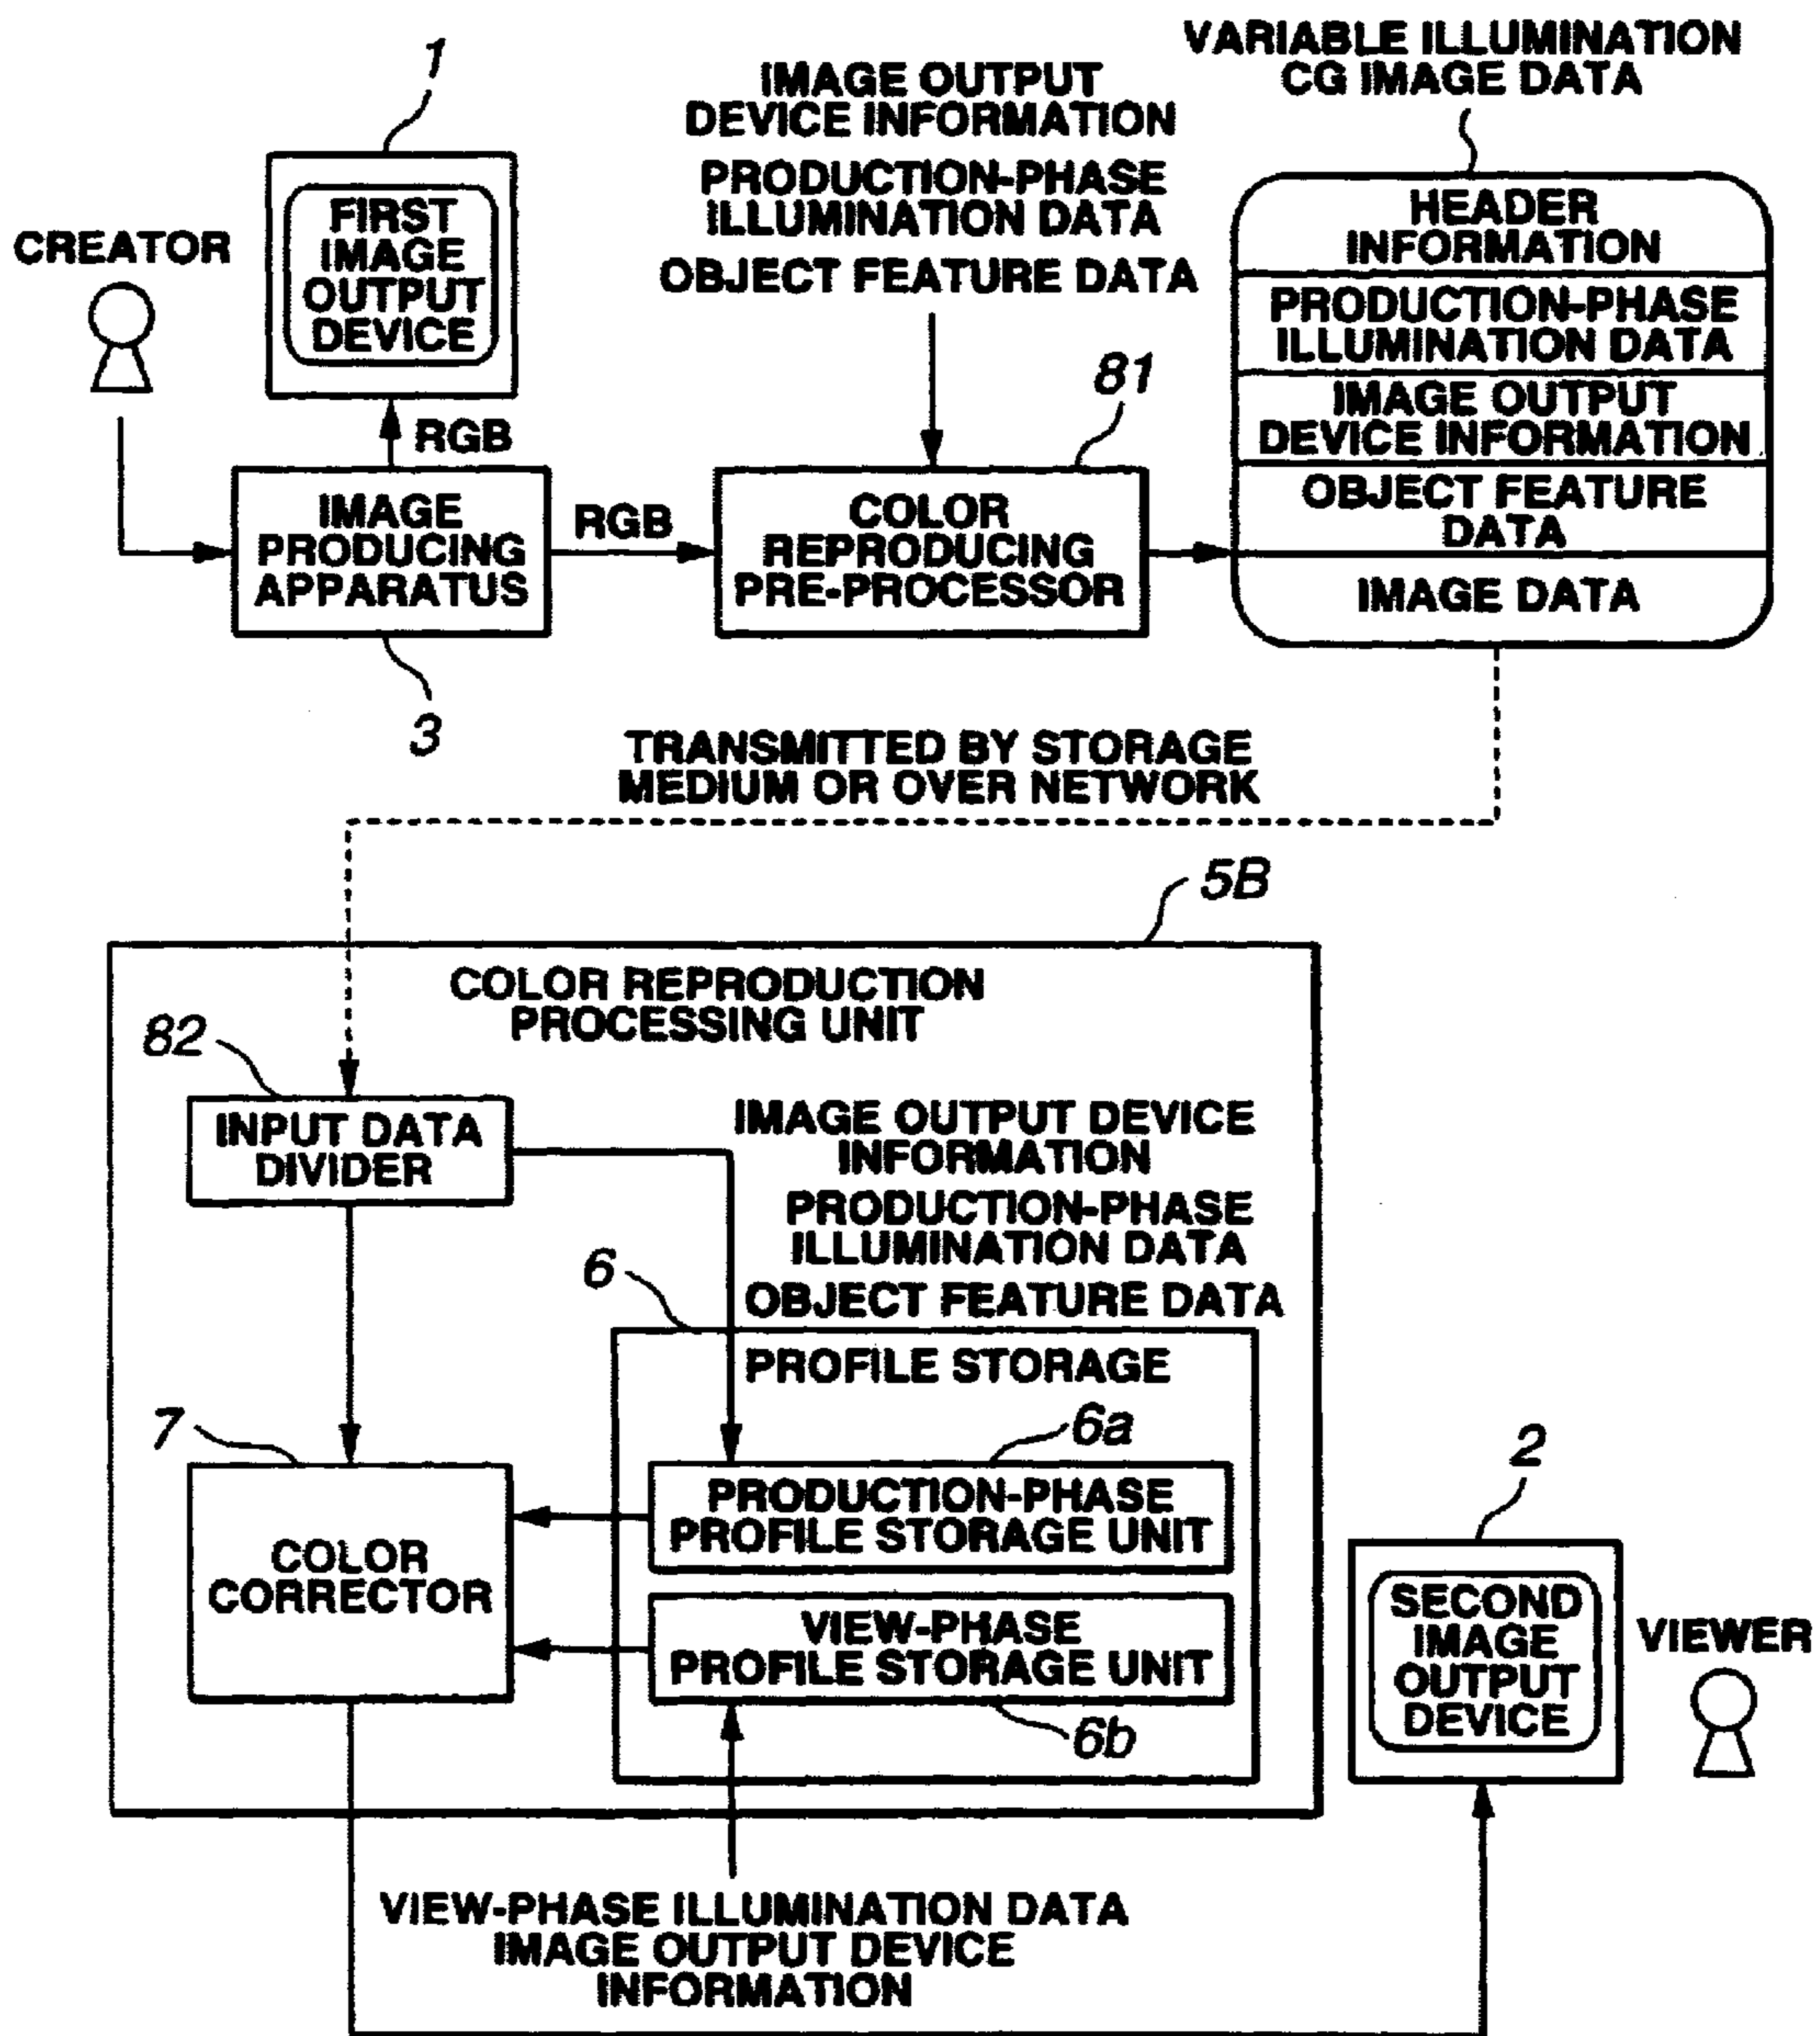 1
FIRST
IMAGE
OUTPUT
DEVICE
CREATOR
IMAGE OUTPUT
DEVICE INFORMATION
PRODUCTION-PHASE
ILLUMINATION DATA
OBJECT FEATURE DATA
VARIABLE ILLUMINATION
CG IMAGE DATA
HEADER
INFORMATION
PRODUCTION-PHASE
ILLUMINATION DATA
IMAGE OUTPUT
DEVICE INFORMATION
OBJECT FEATURE
DATA
IMAGE DATA
RGB
IMAGE
PRODUCING
APPARATUS
3
RGB
81
COLOR
REPRODUCING
PRE-PROCESSOR
TRANSMITTED BY STORAGE
MEDIUM OR OVER NETWORK
5B
COLOR REPRODUCTION
PROCESSING UNIT
82
INPUT DATA
DIVIDER
IMAGE OUTPUT DEVICE
INFORMATION
PRODUCTION-PHASE
ILLUMINATION DATA
OBJECT FEATURE DATA
6
PROFILE STORAGE
7
COLOR
CORRECTOR
6a
PRODUCTION-PHASE
PROFILE STORAGE UNIT
VIEW-PHASE
PROFILE STORAGE UNIT
6b
2
SECOND
IMAGE
OUTPUT
DEVICE
VIEWER
VIEW-PHASE ILLUMINATION DATA
IMAGE OUTPUT DEVICE
INFORMATION